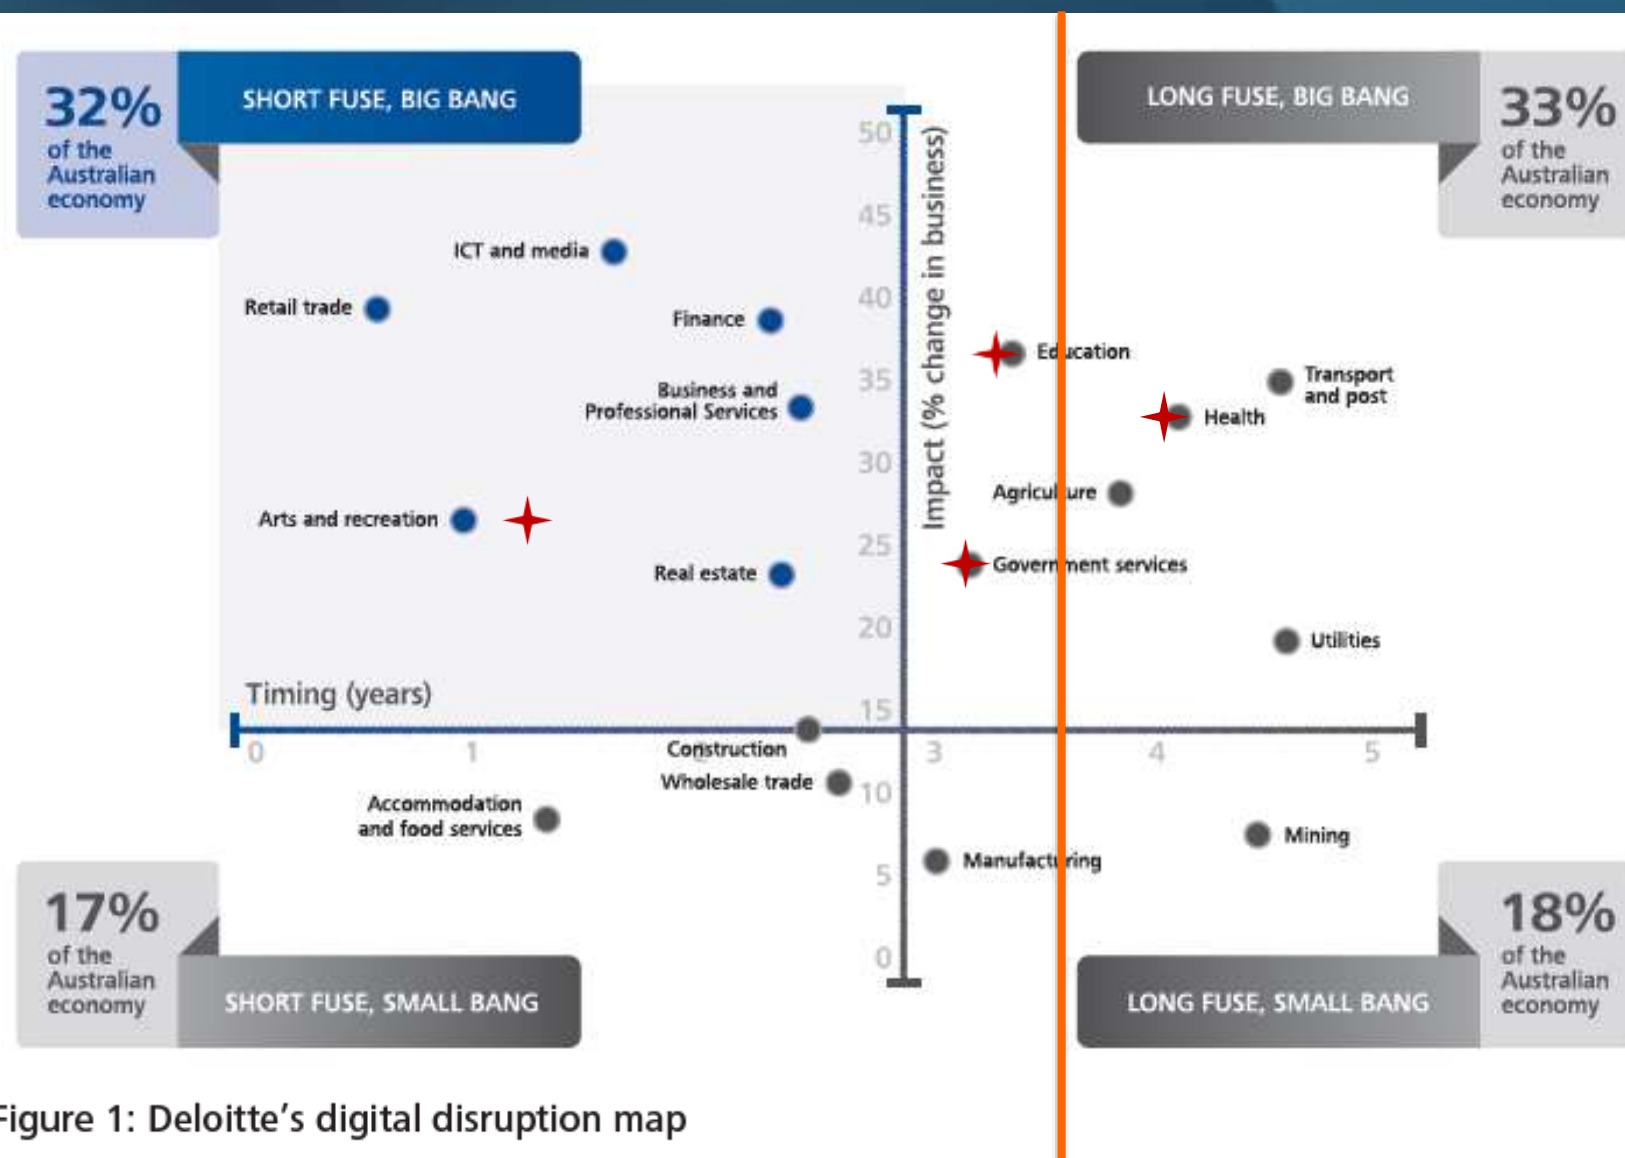 32%
of the
Australian
economy
SHORT FUSE, BIG BANG
LONG FUSE, BIG BANG
33%
of the
Australian
economy
Impact (% change in business)
50
45
40
35
30
25
20
15
10
5
0
ICT and media
Retail trade
Finance
Business and
Professional Services
Arts and recreation
Real estate
Education
Transport
and post
Health
Agriculture
Government services
Utilities
Timing (years)
0
1
2
3
4
5
Construction
Wholesale trade
Accommodation
and food services
Manufacturing
Mining
17%
of the
Australian
economy
SHORT FUSE, SMALL BANG
LONG FUSE, SMALL BANG
18%
of the
Australian
economy
Figure 1: Deloitte’s digital disruption map